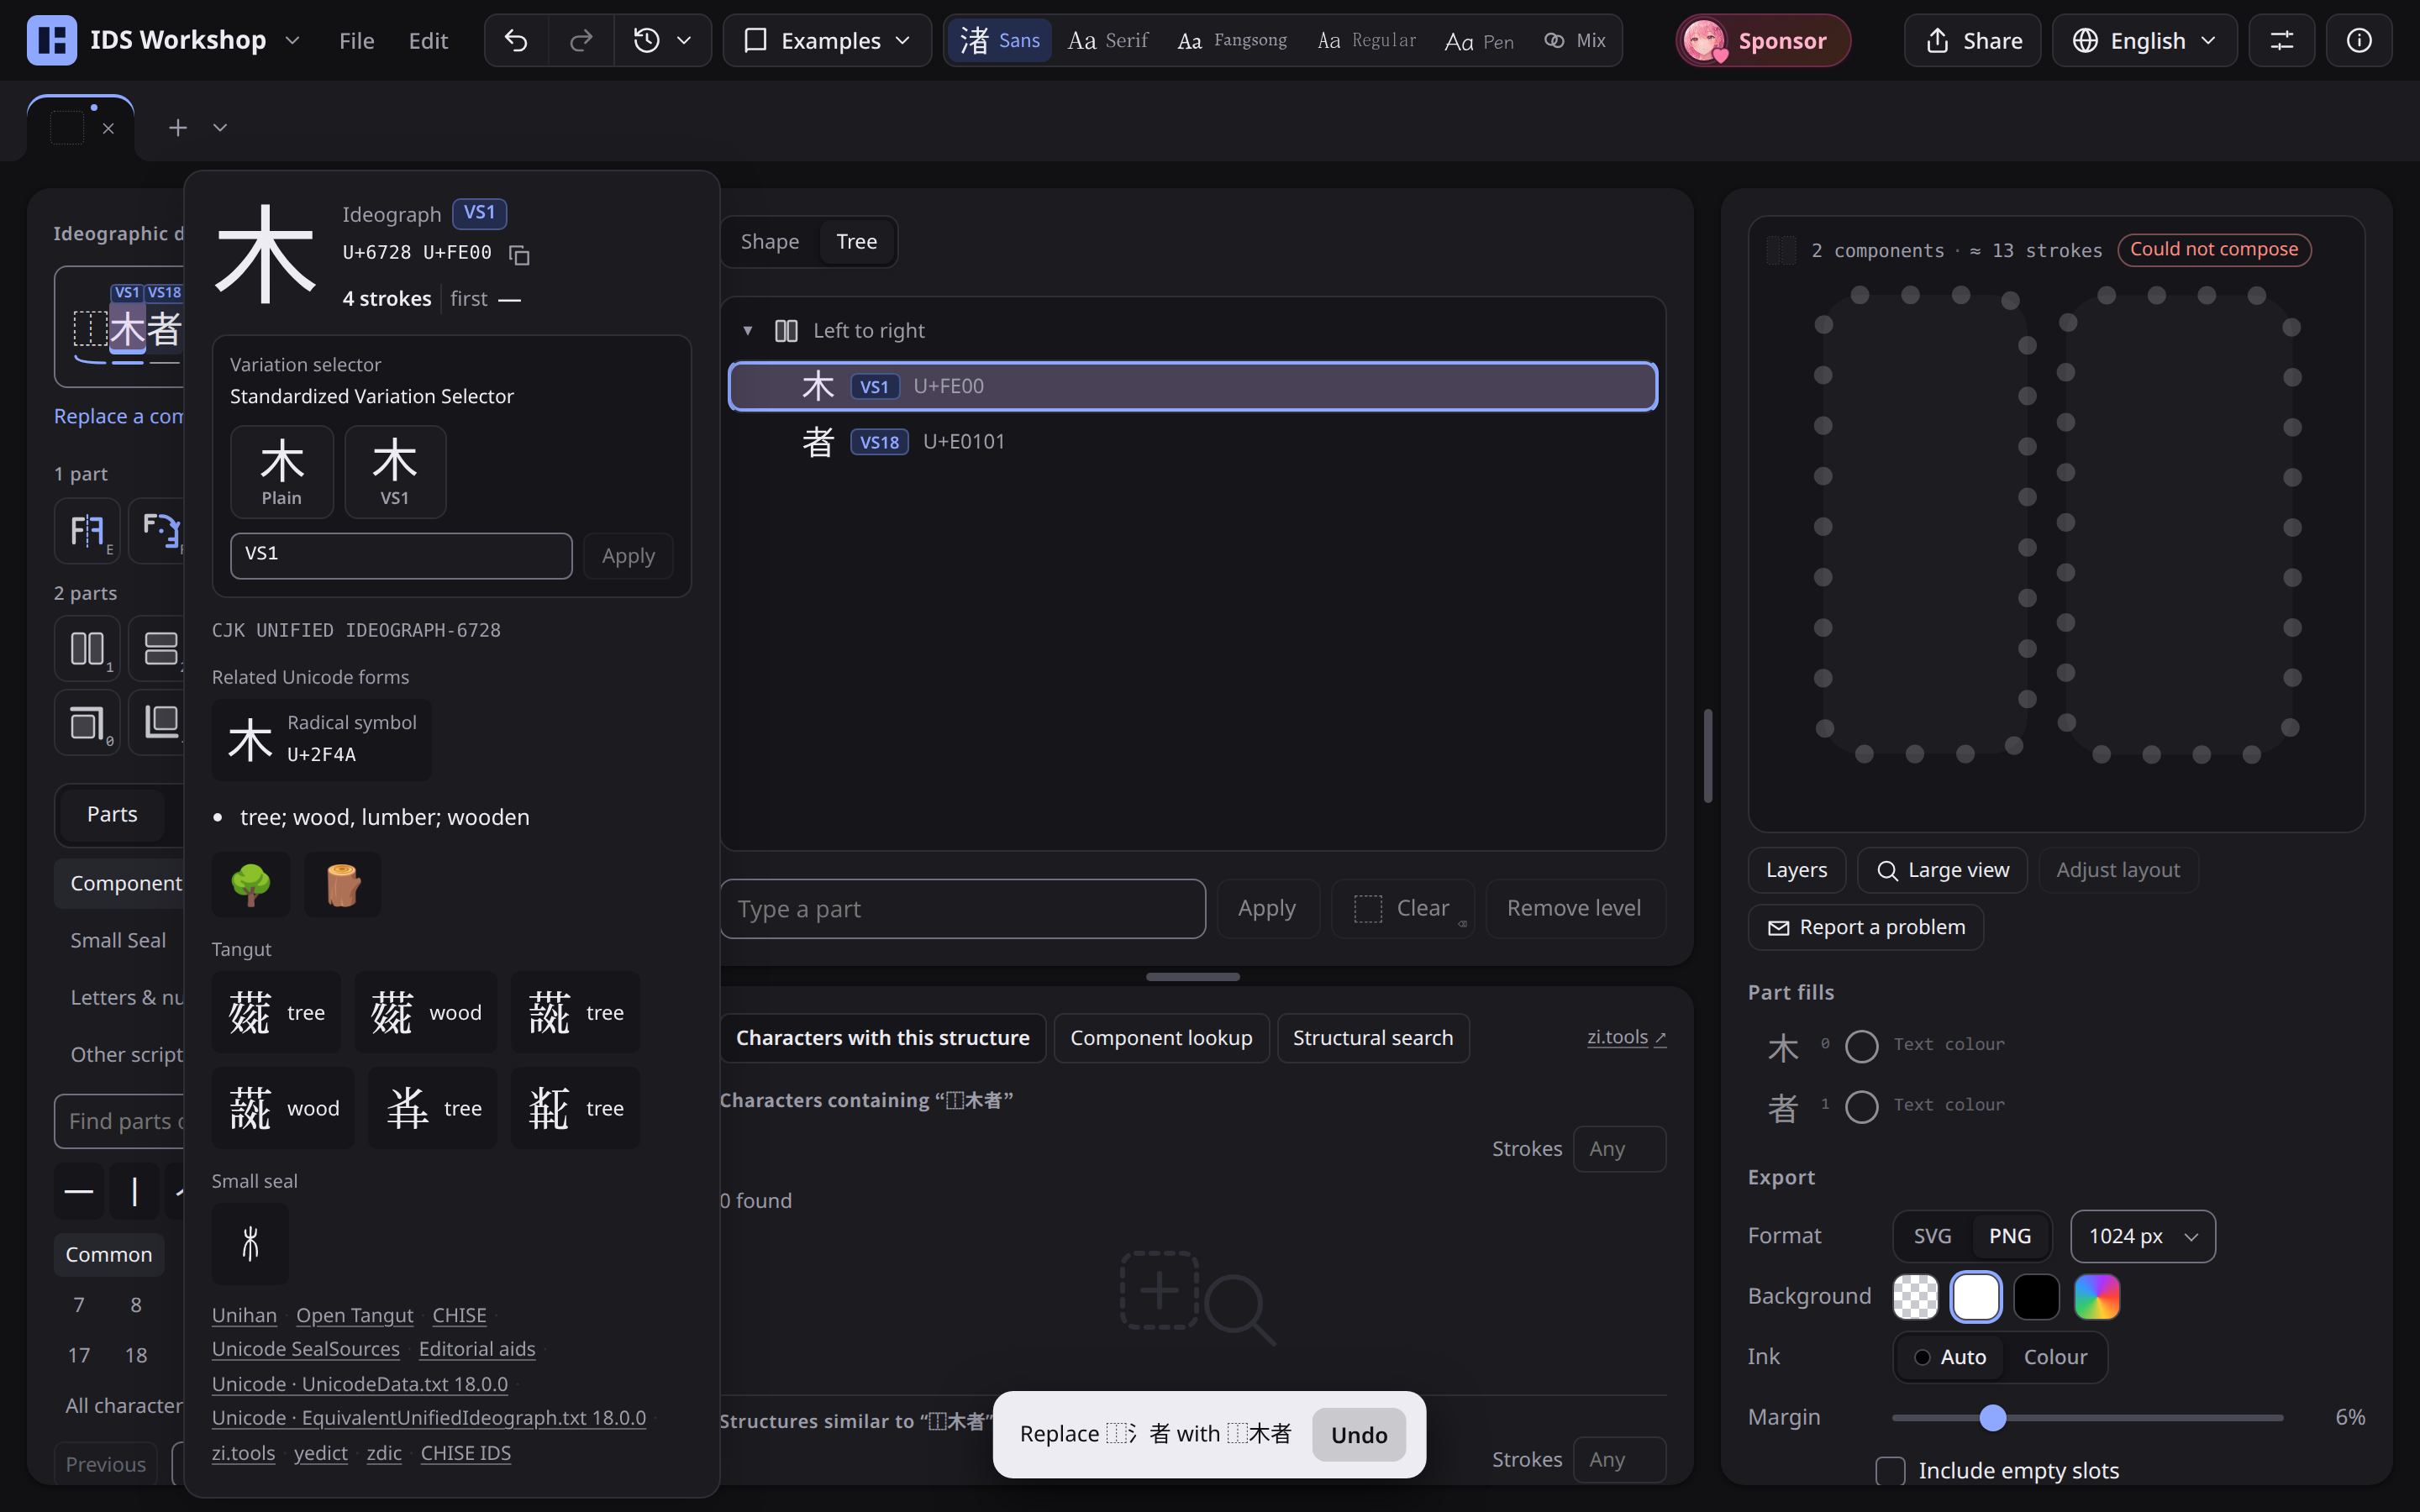 IDS Workshop File Edit Examples 渚 Sans Aa Serif Aa Fangsong Aa Regular Aa Pen Mix Sponsor Share English
Ideographic d
VS1 VS18
⿰木者
Replace a com
1 part
E
2 parts
1
0
Parts
Component
Small Seal
Letters & nu
Other script
Find parts o
Common
7 8
17 18
All character
Previous
木
Ideograph VS1
U+6728 U+FE00
4 strokes first —
Variation selector
Standardized Variation Selector
木 木
Plain VS1
VS1 Apply
CJK UNIFIED IDEOGRAPH-6728
Related Unicode forms
⽊ Radical symbol
U+2F4A
• tree; wood, lumber; wooden
Tangut
tree wood tree
wood tree tree
Small seal
Unihan · Open Tangut · CHISE ·
Unicode SealSources · Editorial aids ·
Unicode · UnicodeData.txt 18.0.0 ·
Unicode · EquivalentUnifiedIdeograph.txt 18.0.0 ·
zi.tools · yedict · zdic · CHISE IDS
Shape Tree
▼ Left to right
木 VS1 U+FE00
者 VS18 U+E0101
Type a part Apply Clear Remove level
Characters with this structure Component lookup Structural search zi.tools ↗
Characters containing “⿰木者”
Strokes Any
0 found
Structures similar to “⿰木者”
Strokes Any
Replace ⿰氵者 with ⿰木者 Undo
2 components · ≈ 13 strokes Could not compose
Layers Large view Adjust layout
Report a problem
Part fills
木 0 Text colour
者 1 Text colour
Export
Format SVG PNG 1024 px
Background
Ink Auto Colour
Margin 6%
Include empty slots